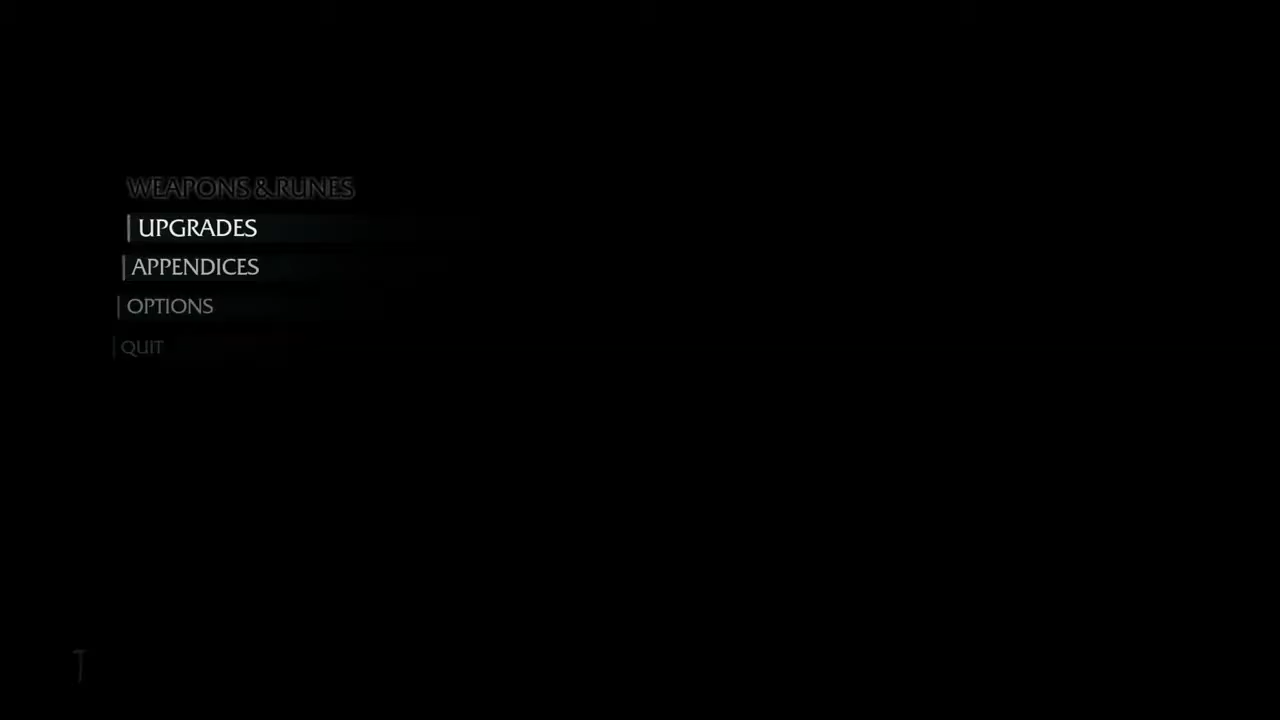 WEAPONS & RUNES
UPGRADES
APPENDICES
OPTIONS
QUIT